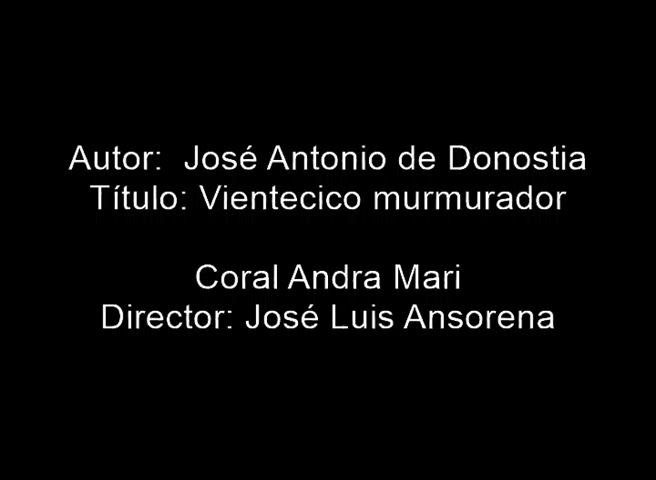 Autor:  José Antonio de Donostia
Título: Vientecico murmurador
Coral Andra Mari
Director: José Luis Ansorena